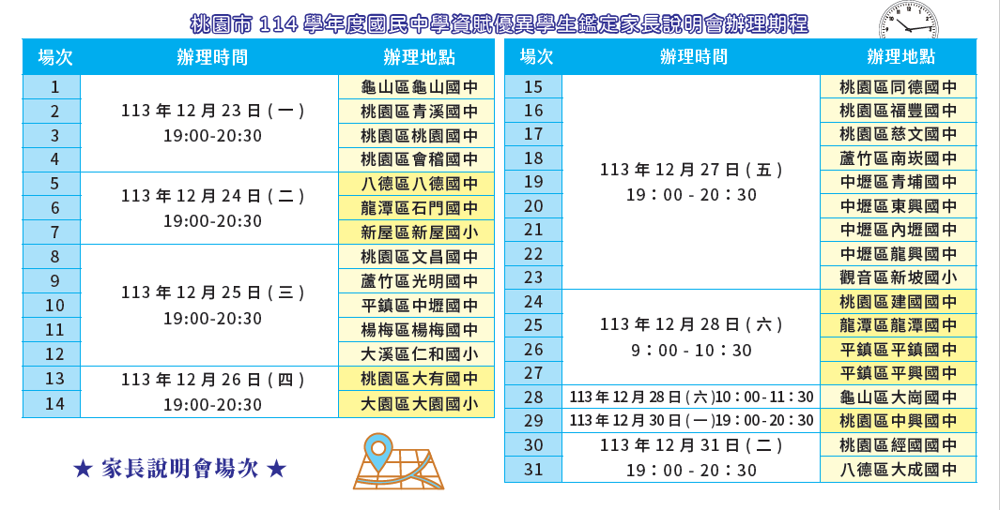 桃園市 114 學年度國民中學資賦優異學生鑑定家長說明會辦理期程
場次 辦理時間 辦理地點
1 113 年 12 月 23 日 ( 一 ) 19:00-20:30 龜山區龜山國中
2 桃園區青溪國中
3 桃園區桃園國中
4 桃園區會稽國中
5 113 年 12 月 24 日 ( 二 ) 19:00-20:30 八德區八德國中
6 龍潭區石門國中
7 新屋區新屋國小
8 113 年 12 月 25 日 ( 三 ) 19:00-20:30 桃園區文昌國中
9 蘆竹區光明國中
10 平鎮區中壢國中
11 楊梅區楊梅國中
12 大溪區仁和國小
13 113 年 12 月 26 日 ( 四 ) 19:00-20:30 桃園區大有國中
14 大園區大園國小
★ 家長說明會場次 ★
場次 辦理時間 辦理地點
15 113 年 12 月 27 日 ( 五 ) 19：00 - 20：30 桃園區同德國中
16 桃園區福豐國中
17 桃園區慈文國中
18 蘆竹區南崁國中
19 中壢區青埔國中
20 中壢區東興國中
21 中壢區內壢國中
22 中壢區龍興國中
23 觀音區新坡國小
24 113 年 12 月 28 日 ( 六 ) 9：00 - 10：30 桃園區建國國中
25 龍潭區龍潭國中
26 平鎮區平鎮國中
27 平鎮區平興國中
28 113 年 12 月 28 日 ( 六 )10：00-11：30 龜山區大崗國中
29 113 年 12 月 30 日 ( 一 )19：00-20：30 桃園區中興國中
30 113 年 12 月 31 日 ( 二 ) 19：00 - 20：30 桃園區經國國中
31 八德區大成國中